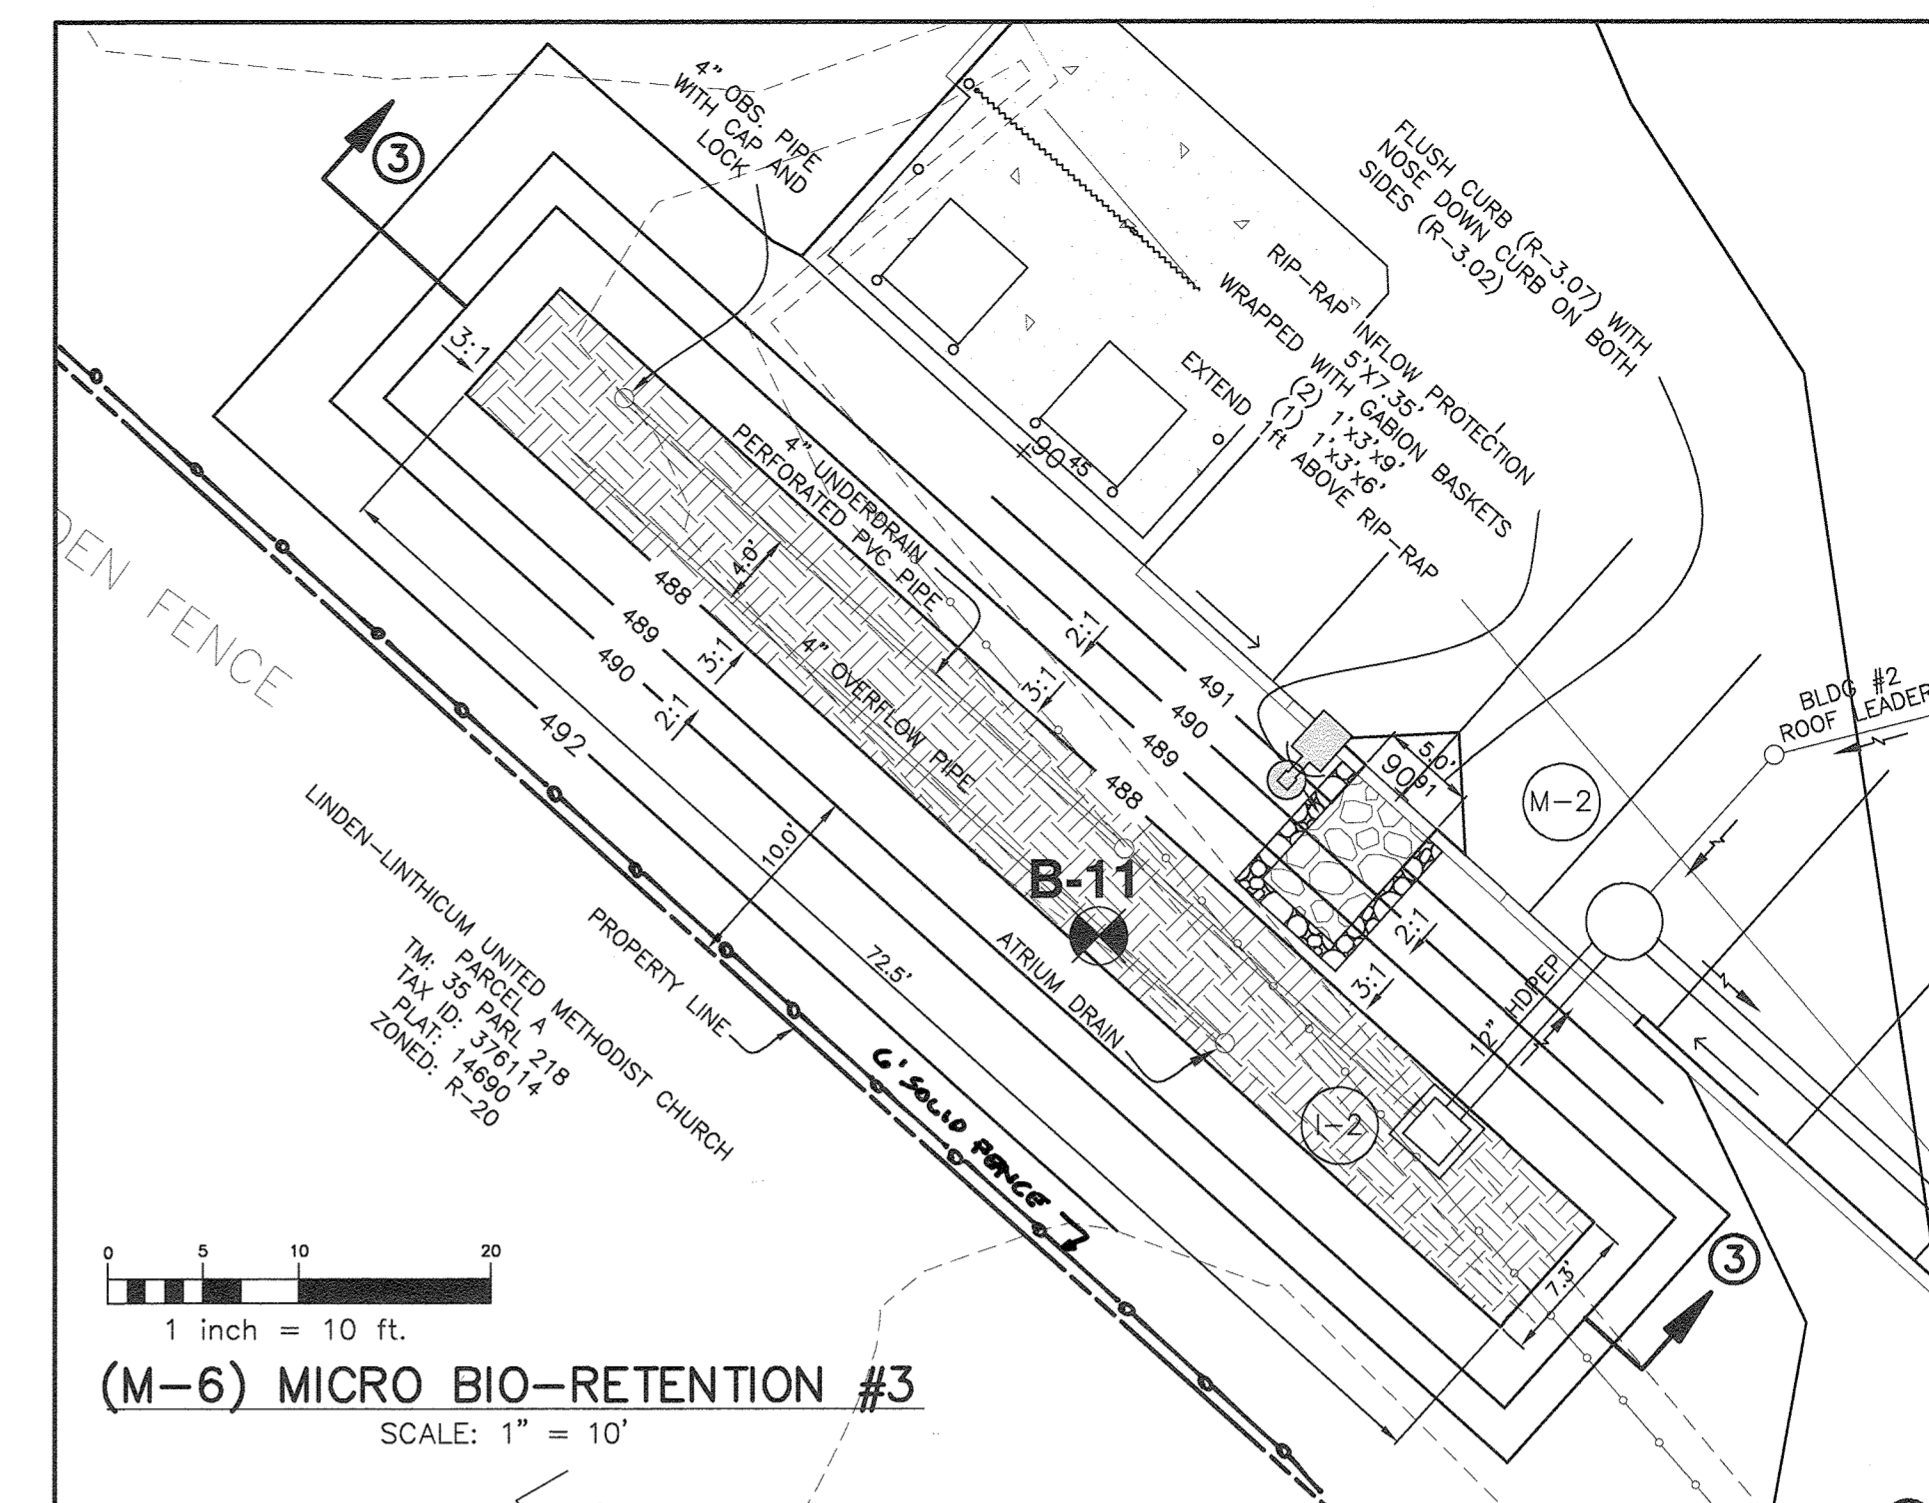 4" OBS. PIPE
WITH CAP AND
LOCK
3
FLUSH CURB (R-3.07) WITH
NOSE DOWN CURB ON BOTH
SIDES (R-3.02)
RIP-RAP INFLOW PROTECTION
5'X7.35'
WRAPPED WITH GABION BASKETS
(2) 1'x3'x9'
(1) 1'x3'x6'
EXTEND 1ft ABOVE RIP-RAP
3:1
90 45
4" UNDERDRAIN
PERFORATED PVC PIPE
4.0'
488
489
490
492
3:1
2:1
4" OVERFLOW PIPE
2:1
3:1
491
490
489
488
DEN FENCE
5.0'
90 91
M-2
BLDG #2
ROOF LEADER
10.0'
B-11
72.5'
ATRIUM DRAIN
2:1
3:1
12" HDPEP
I-2
LINDEN-LINTHICUM UNITED METHODIST CHURCH
PARCEL A
TM: 35 PARL 218
TAX ID: 376114
PLAT: 14690
ZONED: R-20
PROPERTY LINE
6' SOLID FENCE
7.3'
3
0 5 10 20
1 inch = 10 ft.
(M-6) MICRO BIO-RETENTION #3
SCALE: 1" = 10'